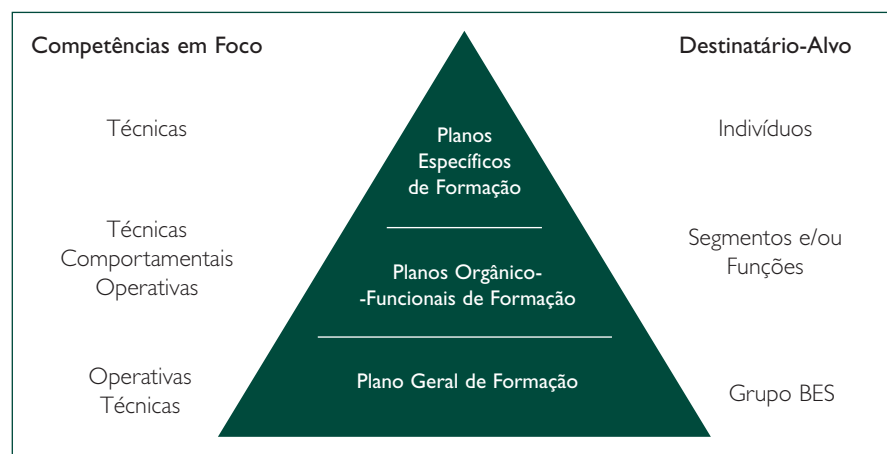 Competências em Foco
Destinatário-Alvo
Técnicas
Planos
Específicos
de Formação
Indivíduos
Técnicas
Comportamentais
Operativas
Planos Orgânico-
-Funcionais de Formação
Segmentos e/ou
Funções
Operativas
Técnicas
Plano Geral de Formação
Grupo BES